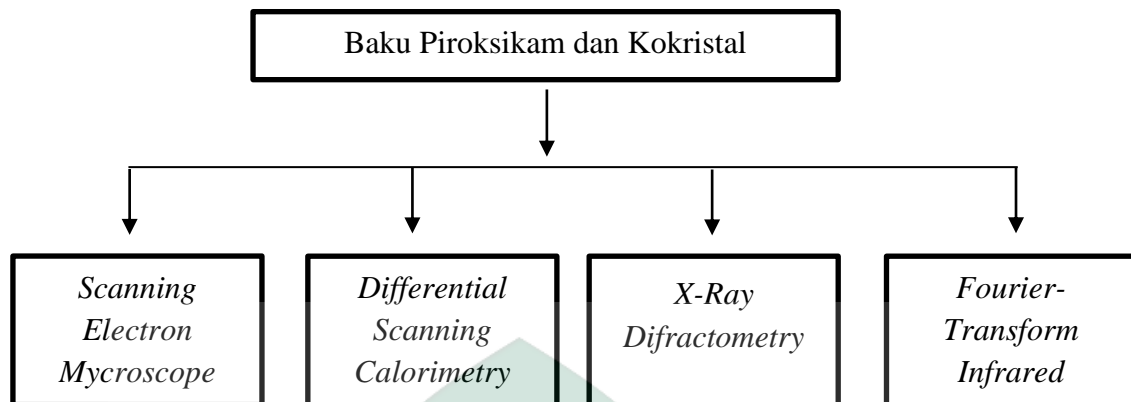 Baku Piroksikam dan Kokristal
Scanning
Electron
Mycroscope
Differential
Scanning
Calorimetry
X-Ray
Difractometry
Fourier-
Transform
Infrared